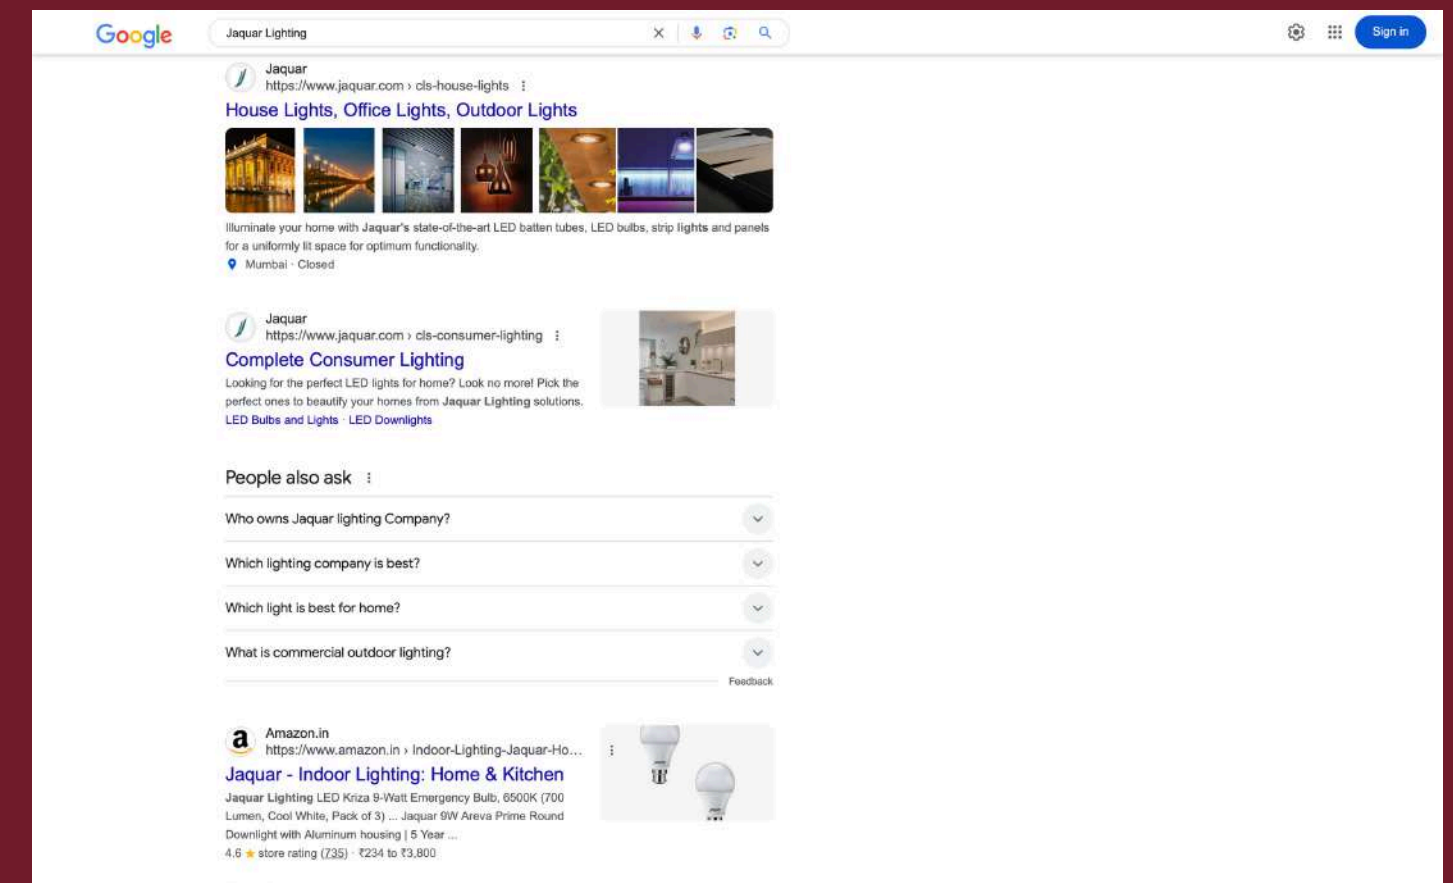 Google
Jaquar Lighting
Sign in
Jaquar
https://www.jaquar.com › cls-house-lights
House Lights, Office Lights, Outdoor Lights
Illuminate your home with Jaquar's state-of-the-art LED batten tubes, LED bulbs, strip lights and panels
for a uniformly lit space for optimum functionality.
Mumbai · Closed
Jaquar
https://www.jaquar.com › cls-consumer-lighting
Complete Consumer Lighting
Looking for the perfect LED lights for home? Look no more! Pick the
perfect ones to beautify your homes from Jaquar Lighting solutions.
LED Bulbs and Lights · LED Downlights
People also ask
Who owns Jaquar lighting Company?
Which lighting company is best?
Which light is best for home?
What is commercial outdoor lighting?
Feedback
Amazon.in
https://www.amazon.in › Indoor-Lighting-Jaquar-Ho...
Jaquar - Indoor Lighting: Home & Kitchen
Jaquar Lighting LED Kriza 9-Watt Emergency Bulb, 6500K (700
Lumen, Cool White, Pack of 3) ... Jaquar 9W Areva Prime Round
Downlight with Aluminum housing | 5 Year ...
4.6 ★ store rating (735) · ₹234 to ₹3,800